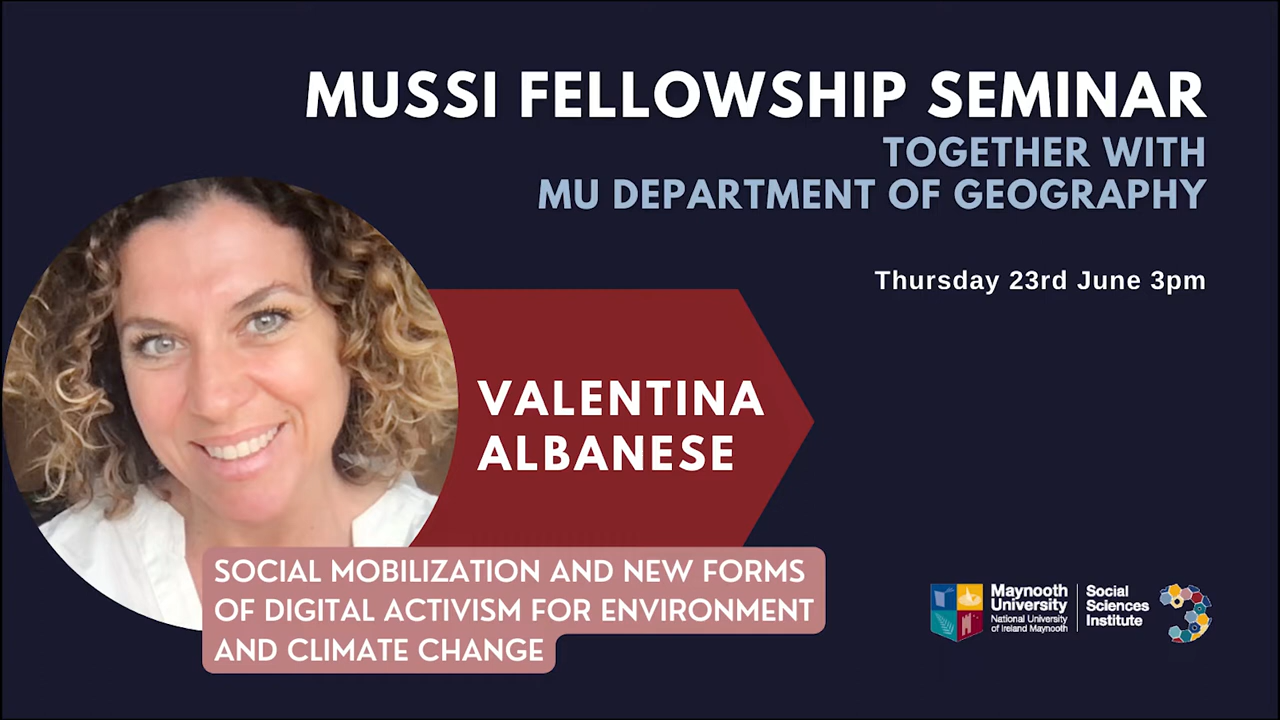 MUSSI FELLOWSHIP SEMINAR
TOGETHER WITH
MU DEPARTMENT OF GEOGRAPHY
Thursday 23rd June 3pm
VALENTINA
ALBANESE
SOCIAL MOBILIZATION AND NEW FORMS
OF DIGITAL ACTIVISM FOR ENVIRONMENT
AND CLIMATE CHANGE
Maynooth
University
National University
of Ireland Maynooth
Social
Sciences
Institute